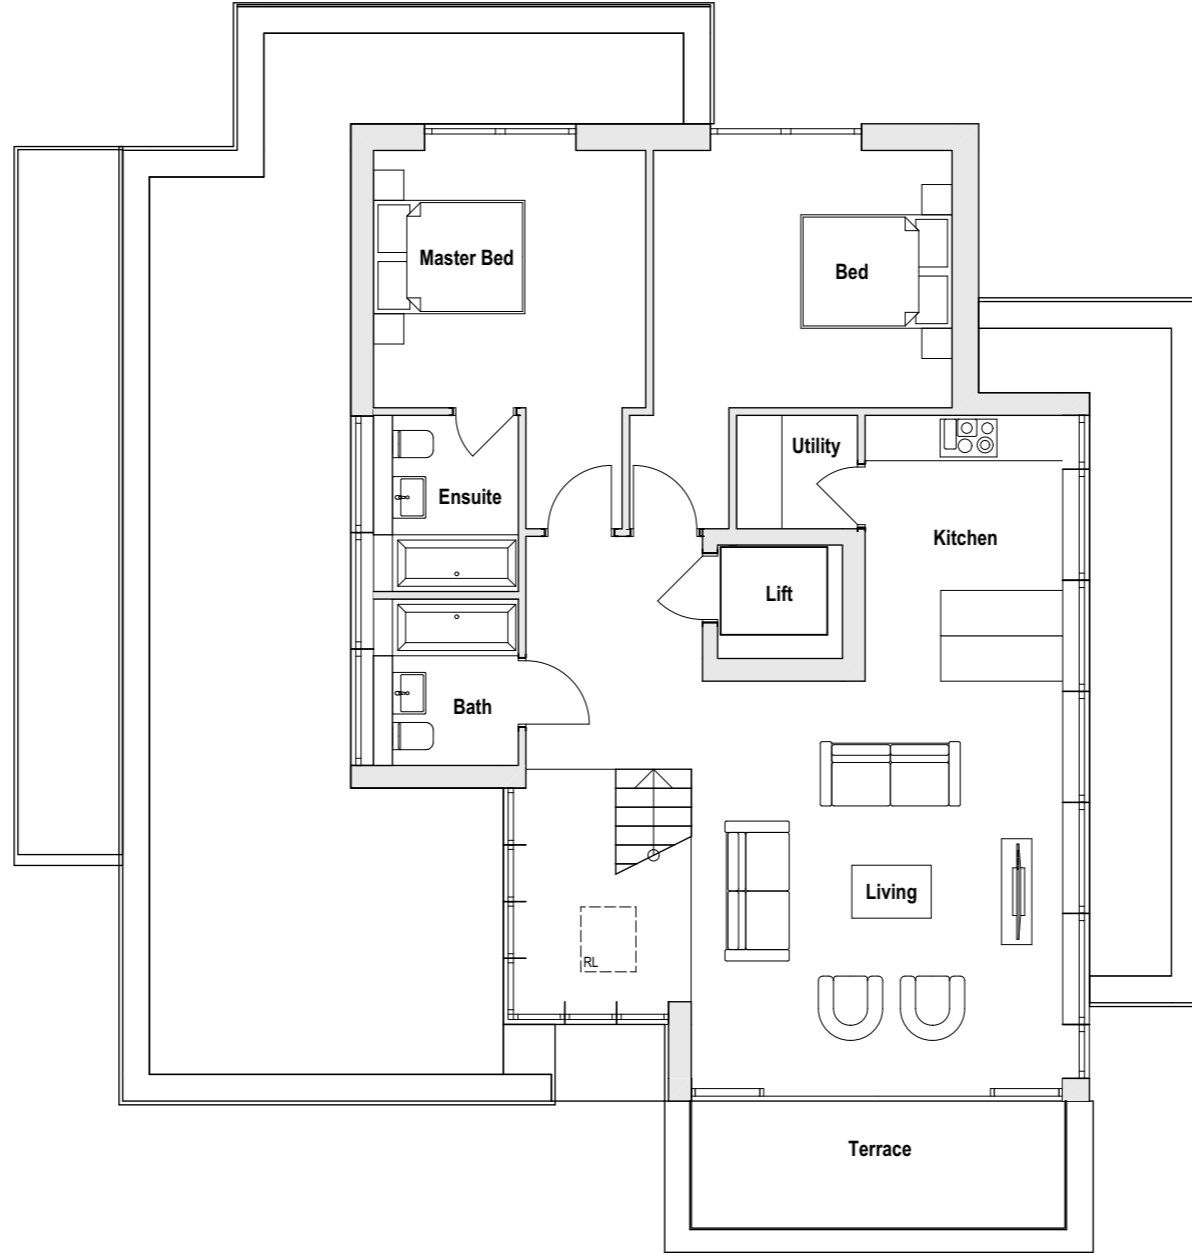 Master Bed
Bed
Utility
Ensuite
Kitchen
Lift
Bath
Living
RL
Terrace